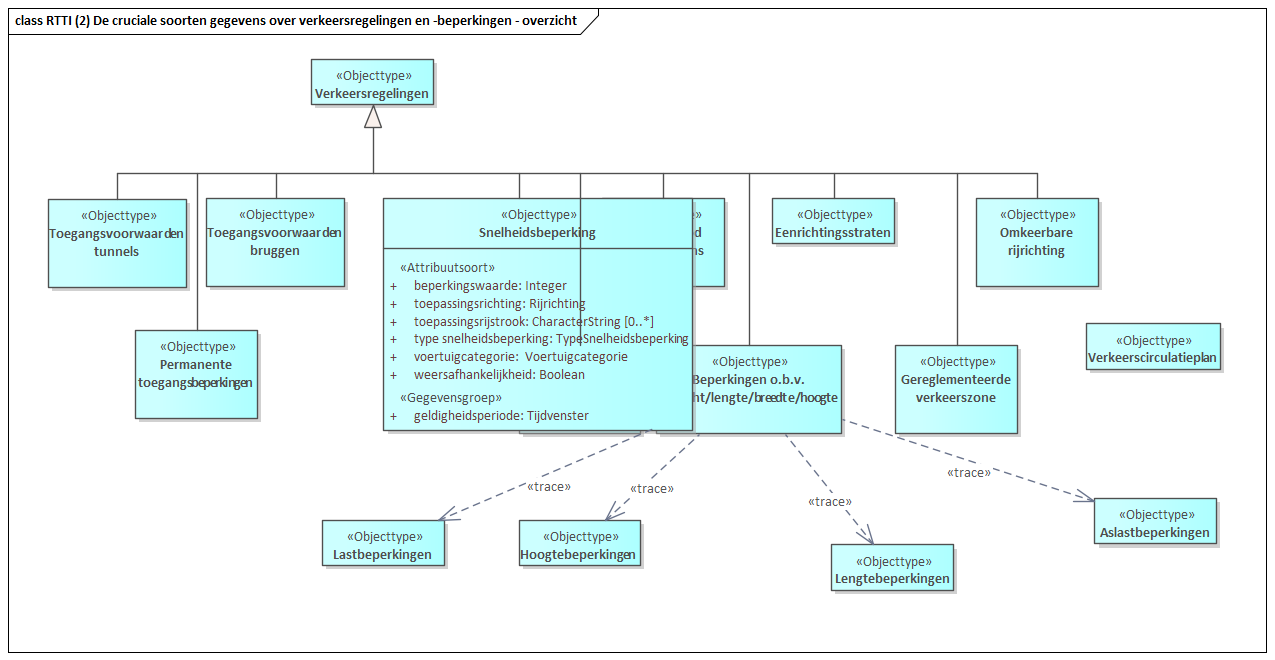 class RTTI (2) De cruciale soorten gegevens over verkeersregelingen en -beperkingen - overzicht
«Objecttype»
Verkeersregelingen
«Objecttype»
Toegangsvoorwaarden
tunnels
«Objecttype»
Toegangsvoorwaarden
bruggen
«Objecttype»
Snelheidsbeperking
«Attribuutsoort»
+ beperkingswaarde: Integer
+ toepassingsrichting: Rijrichting
+ toepassingsrijstrook: CharacterString [0..*]
+ type snelheidsbeperking: TypeSnelheidsbeperking
+ voertuigcategorie: Voertuigcategorie
+ weersafhankelijkheid: Boolean
«Gegevensgroep»
+ geldigheidsperiode: Tijdvenster
«Objecttype»
Eenrichtingsstraten
«Objecttype»
Omkeerbare
rijrichting
«Objecttype»
Permanente
toegangsbeperkingen
«Objecttype»
Beperkingen o.b.v.
ht/lengte/breedte/hoogte
«Objecttype»
Gereglementeerde
verkeerszone
«Objecttype»
Verkeerscirculatieplan
«trace»
«trace»
«trace»
«trace»
«Objecttype»
Lastbeperkingen
«Objecttype»
Hoogtebeperkingen
«Objecttype»
Lengtebeperkingen
«Objecttype»
Aslastbeperkingen